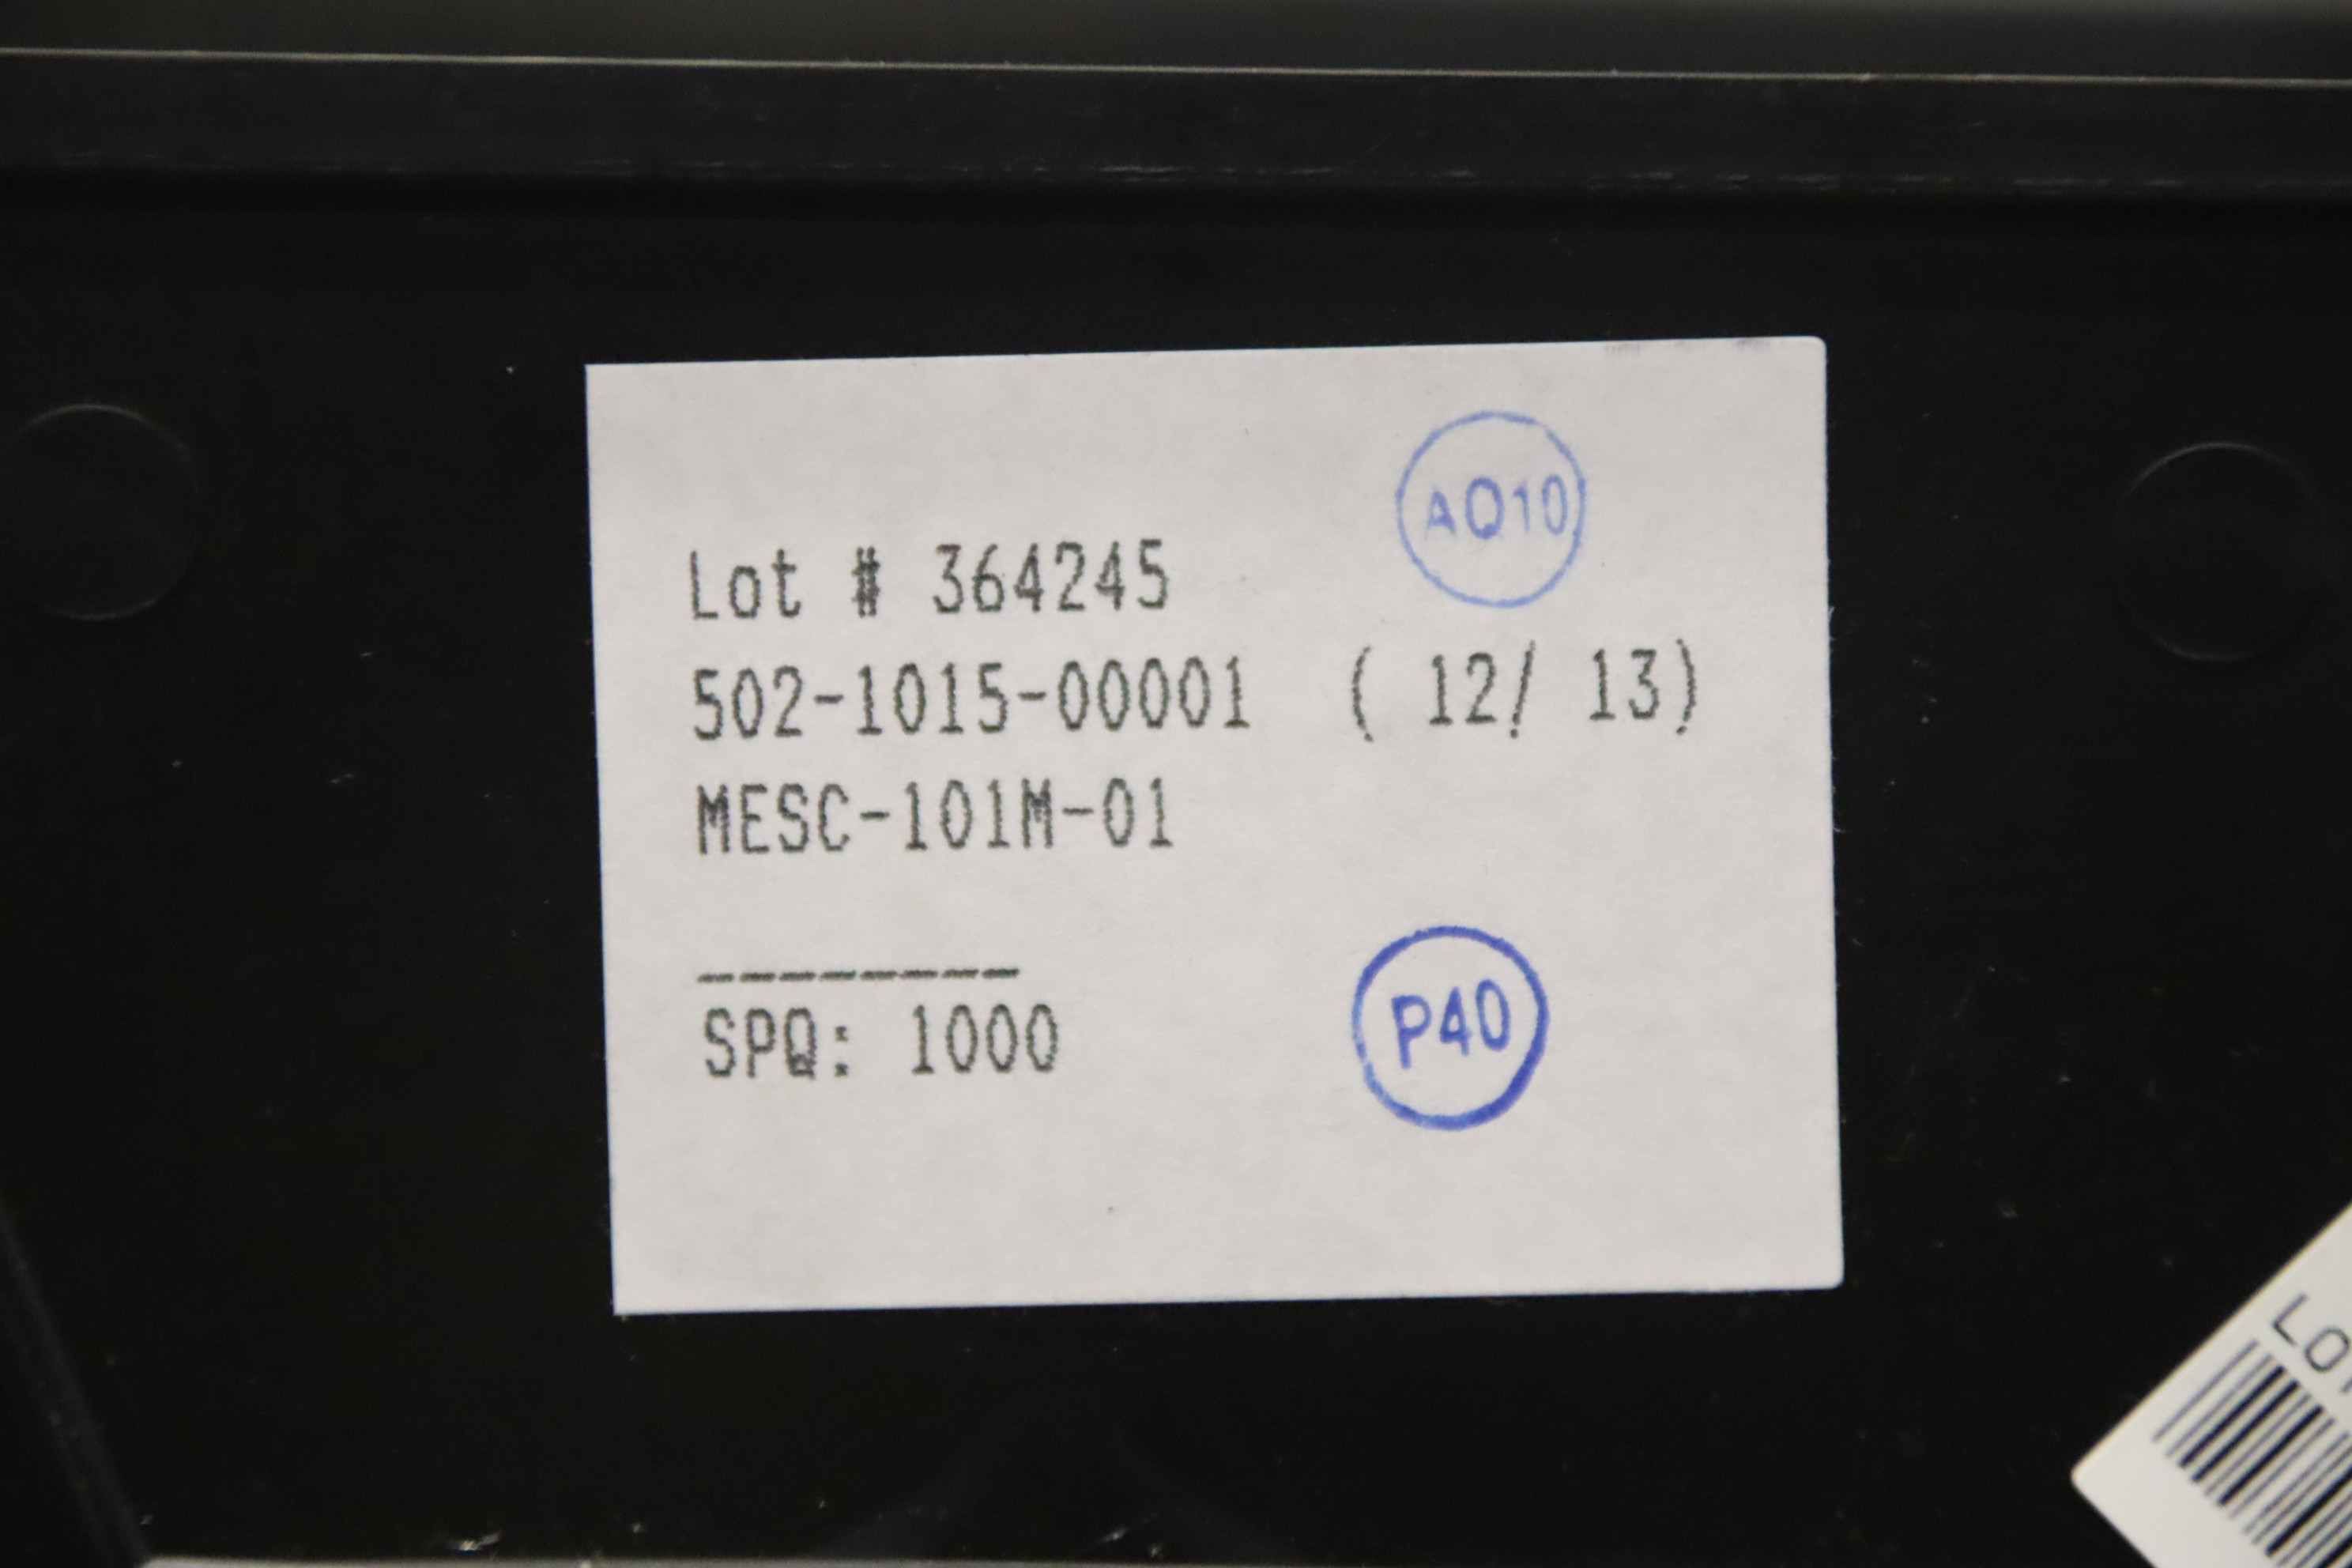 AQ10
Lot # 364245
502-1015-00001 ( 12/ 13)
MESC-101M-01
--------
SPQ: 1000
P40